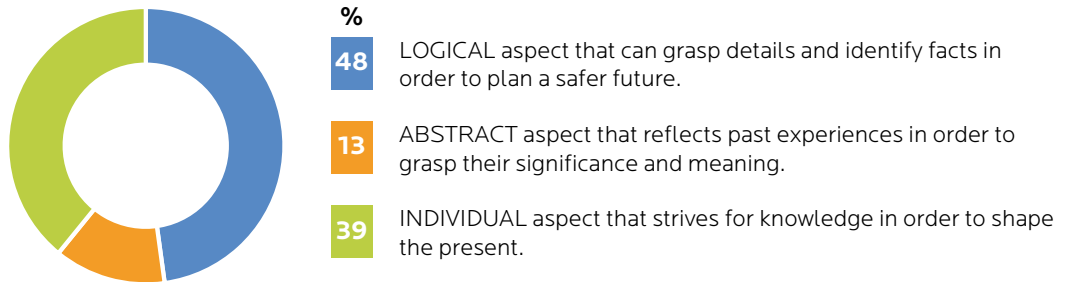 %
48
LOGICAL aspect that can grasp details and identify facts in
order to plan a safer future.
13
ABSTRACT aspect that reflects past experiences in order to
grasp their significance and meaning.
39
INDIVIDUAL aspect that strives for knowledge in order to shape
the present.